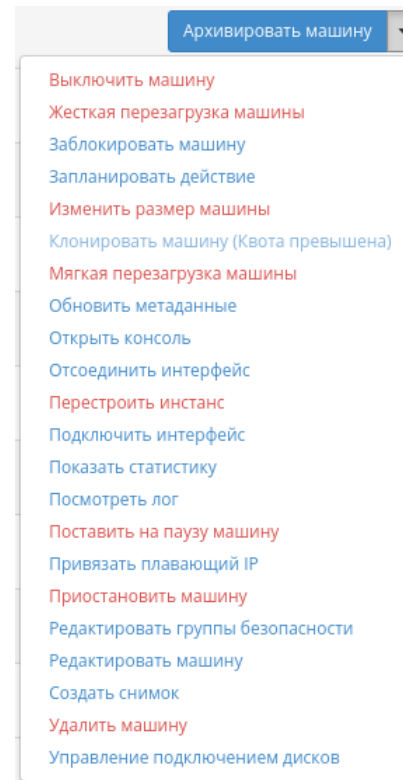 Архивировать машину
Выключить машину
Жесткая перезагрузка машины
Заблокировать машину
Запланировать действие
Изменить размер машины
Клонировать машину (Квота превышена)
Мягкая перезагрузка машины
Обновить метаданные
Открыть консоль
Отсоединить интерфейс
Перестроить инстанс
Подключить интерфейс
Показать статистику
Посмотреть лог
Поставить на паузу машину
Привязать плавающий IP
Приостановить машину
Редактировать группы безопасности
Редактировать машину
Создать снимок
Удалить машину
Управление подключением дисков